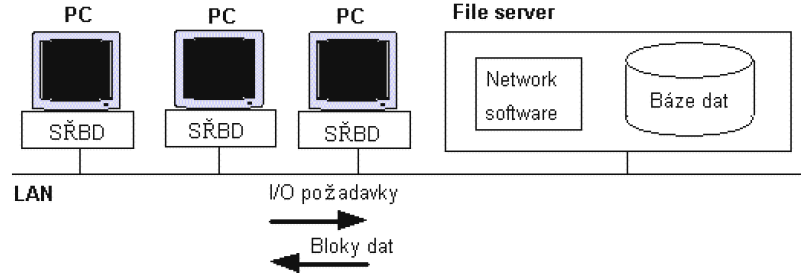 PC
PC
PC
File server
SŘBD
SŘBD
SŘBD
Network
software
Báze dat
LAN
I/O požadavky
Bloky dat